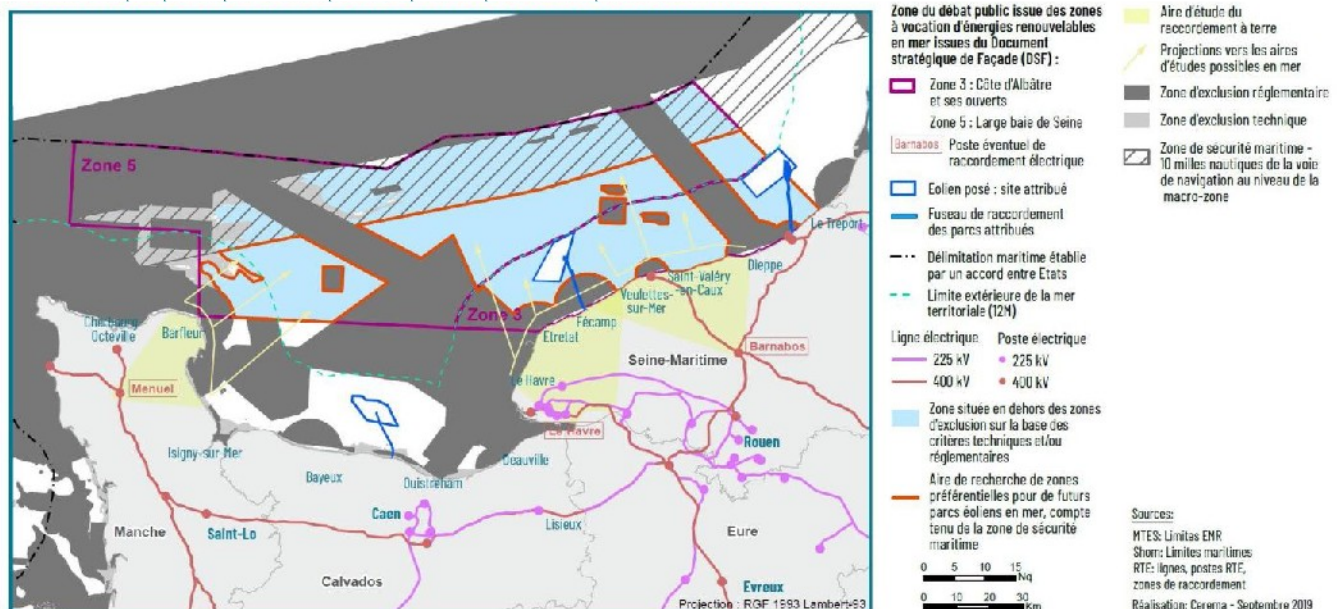 Zone 5
Zone 3
Le Tréport
Dieppe
Saint-Valéry
-en-Caux
Veulettes-
sur-Mer
Fécamp
Etretat
Barfleur
Octeville
Menuel
Seine-Maritime
Barnabos
Le Havre
Le Havre
Rouen
Isigny-sur-Mer
Bayeux
Ouistreham
Deauville
Caen
Lisieux
Manche
Saint-Lo
Eure
Calvados
Evreux
Projection : RGF 1993 Lambert-93
Zone du débat public issue des zones
à vocation d'énergies renouvelables
en mer issues du Document
stratégique de Façade (DSF) :
Zone 3 : Côte d'Albâtre
et ses ouverts
Zone 5 : Large baie de Seine
Barnabos
Poste éventuel de
raccordement électrique
Eolien posé : site attribué
Fuseau de raccordement
des parcs attribués
Délimitation maritime établie
par un accord entre Etats
Limite extérieure de la mer
territoriale (12M)
Ligne électrique
Poste électrique
225 kV
225 kV
400 kV
400 kV
Zone située en dehors des zones
d'exclusion sur la base des
critères techniques et/ou
réglementaires
Aire de recherche de zones
préférentielles pour de futurs
parcs éoliens en mer, compte
tenu de la zone de sécurité
maritime
0 5 10 15
Nq
0 10 20 30
Km
Aire d'étude du
raccordement à terre
Projections vers les aires
d'études possibles en mer
Zone d'exclusion réglementaire
Zone d'exclusion technique
Zone de sécurité maritime -
10 milles nautiques de la voie
de navigation au niveau de la
macro-zone
Sources:
MTES: Limites EMR
Shom: Limites maritimes
RTE: lignes, postes RTE,
zones de raccordement
Réalisation: Cerema - Septembre 2019